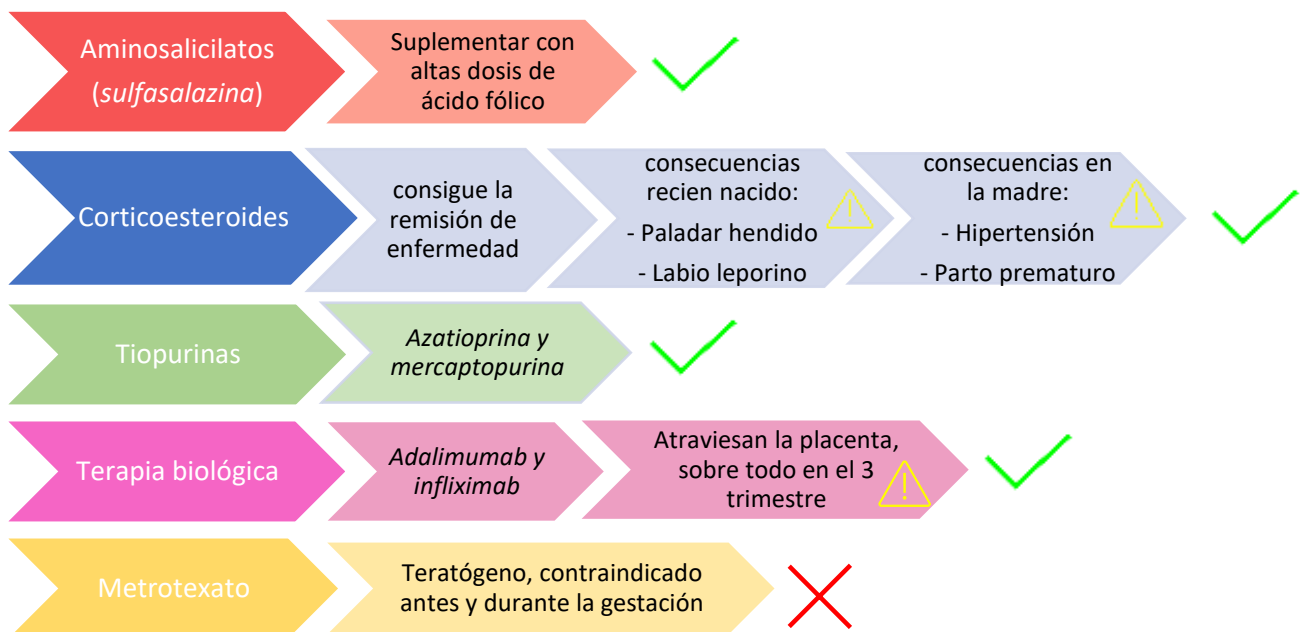 Aminosalicilatos
(sulfasalazina)
Suplementar con
altas dosis de
ácido fólico
Corticoesteroides
consigue la
remisión de
enfermedad
consecuencias
recien nacido:
- Paladar hendido
- Labio leporino
consecuencias en
la madre:
- Hipertensión
- Parto prematuro
Tiopurinas
Azatioprina y
mercaptopurina
Terapia biológica
Adalimumab y
infliximab
Atraviesan la placenta,
sobre todo en el 3
trimestre
Metrotexato
Teratógeno, contraindicado
antes y durante la gestación